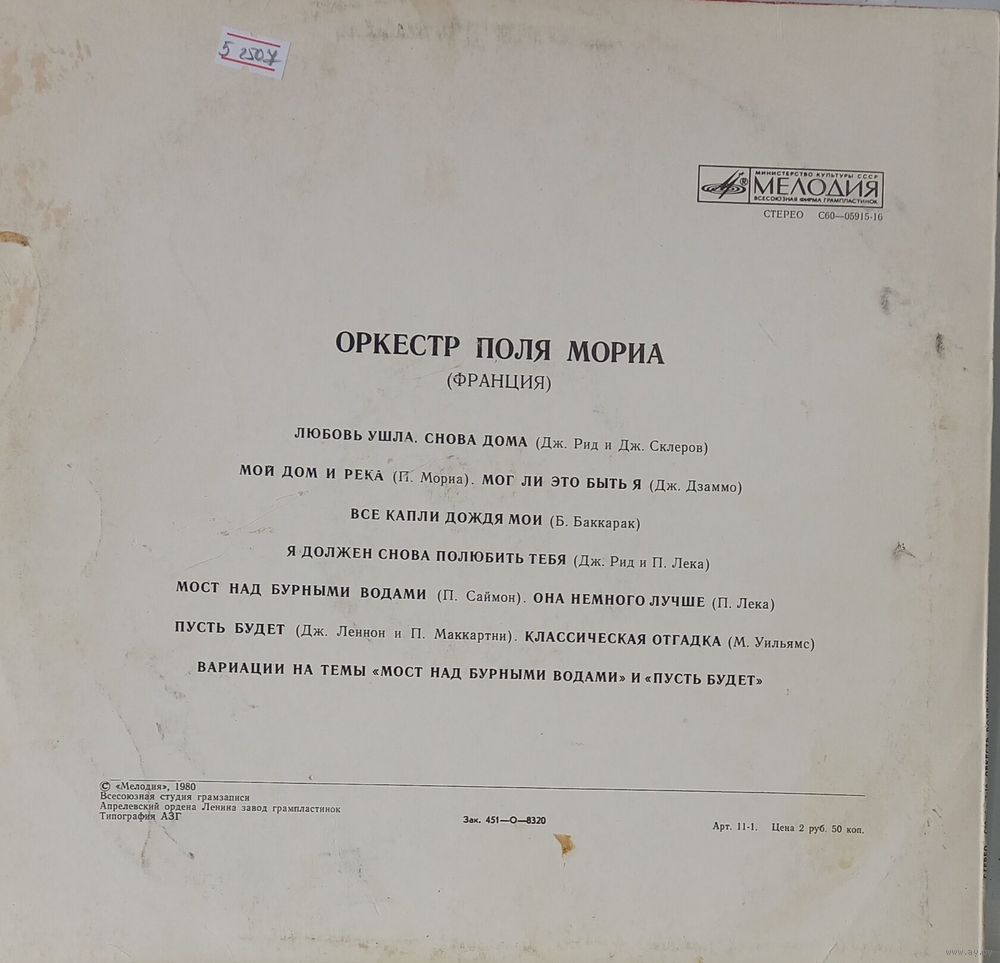 5 2507
МИНИСТЕРСТВО КУЛЬТУРЫ СССР
МЕЛОДИЯ
ВСЕСОЮЗНАЯ ФИРМА ГРАМПЛАСТИНОК
СТЕРЕО С60—05915-16
ОРКЕСТР ПОЛЯ МОРИА
(ФРАНЦИЯ)
ЛЮБОВЬ УШЛА. СНОВА ДОМА (Дж. Рид и Дж. Склеров)
МОЙ ДОМ И РЕКА (П. Мориа). МОГ ЛИ ЭТО БЫТЬ Я (Дж. Дзаммо)
ВСЕ КАПЛИ ДОЖДЯ МОИ (Б. Баккарак)
Я ДОЛЖЕН СНОВА ПОЛЮБИТЬ ТЕБЯ (Дж. Рид и П. Лека)
МОСТ НАД БУРНЫМИ ВОДАМИ (П. Саймон). ОНА НЕМНОГО ЛУЧШЕ (П. Лека)
ПУСТЬ БУДЕТ (Дж. Леннон и П. Маккартни). КЛАССИЧЕСКАЯ ОТГАДКА (М. Уильямс)
ВАРИАЦИИ НА ТЕМЫ «МОСТ НАД БУРНЫМИ ВОДАМИ» И «ПУСТЬ БУДЕТ»
© «Мелодия», 1980
Всесоюзная студия грамзаписи
Апрелевский ордена Ленина завод грампластинок
Типография АЗГ
Зак. 451—О—8320
Арт. 11-1. Цена 2 руб. 50 коп.